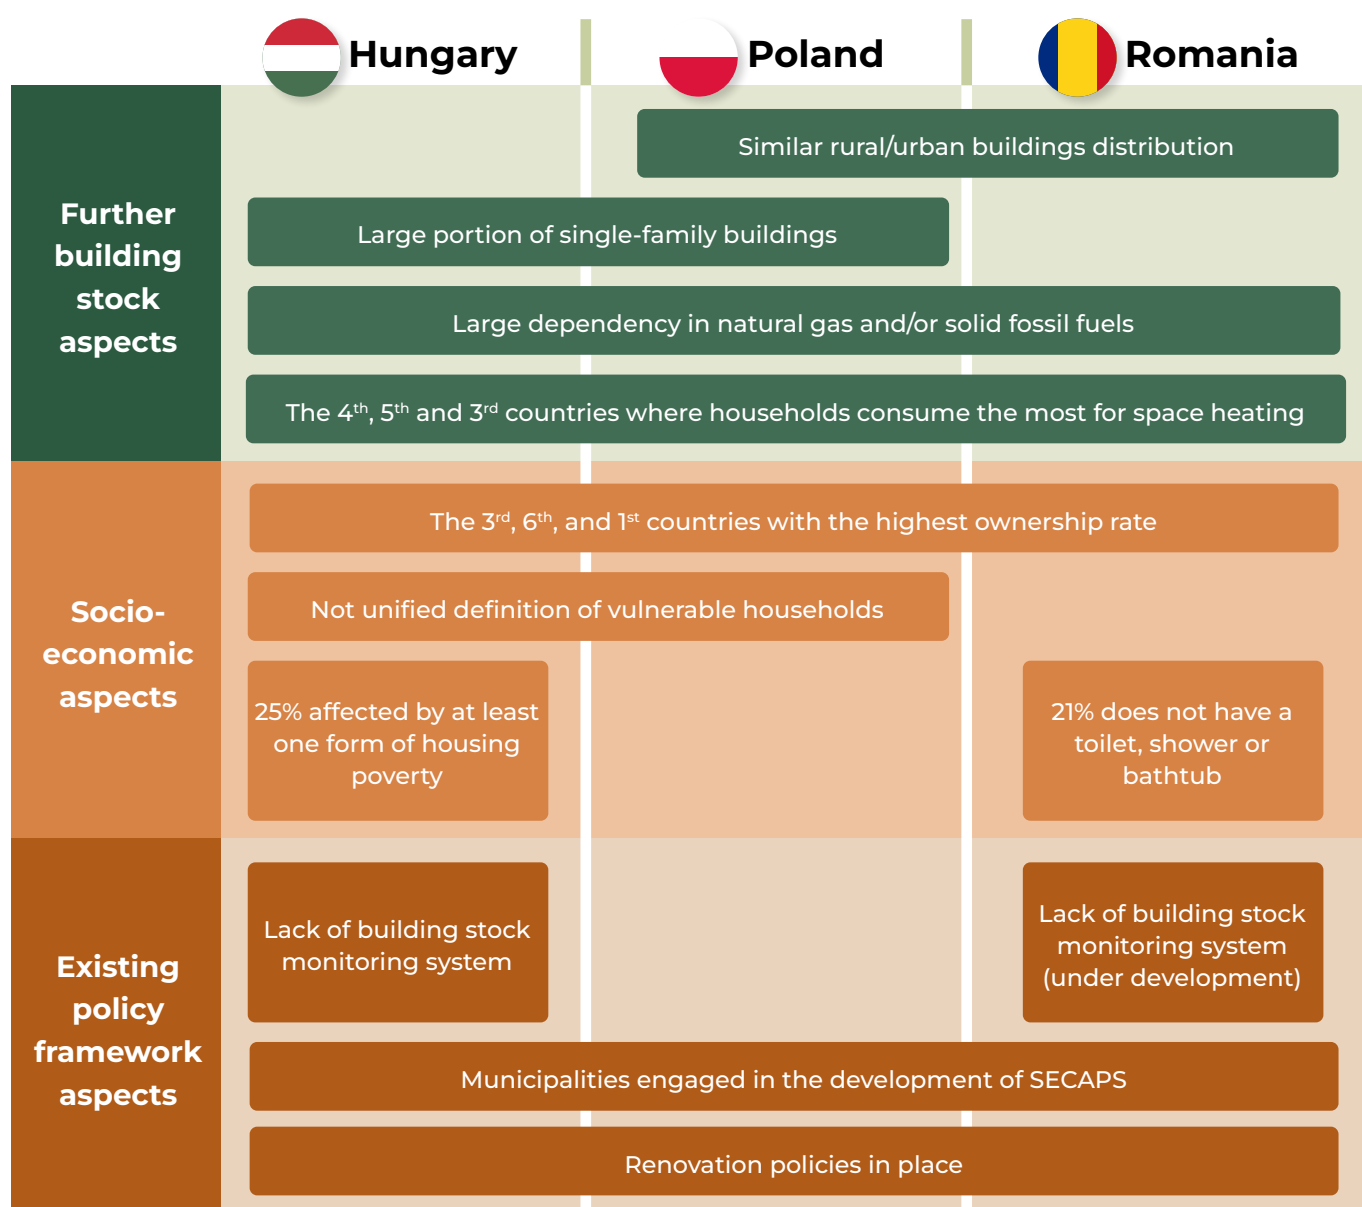 Hungary
Poland
Romania
Further
building
stock
aspects
Similar rural/urban buildings distribution
Large portion of single-family buildings
Large dependency in natural gas and/or solid fossil fuels
The 4th, 5th and 3rd countries where households consume the most for space heating
Socio-
economic
aspects
The 3rd, 6th, and 1st countries with the highest ownership rate
Not unified definition of vulnerable households
25% affected by at least
one form of housing
poverty
21% does not have a
toilet, shower or
bathtub
Existing
policy
framework
aspects
Lack of building stock
monitoring system
Lack of building stock
monitoring system
(under development)
Municipalities engaged in the development of SECAPS
Renovation policies in place